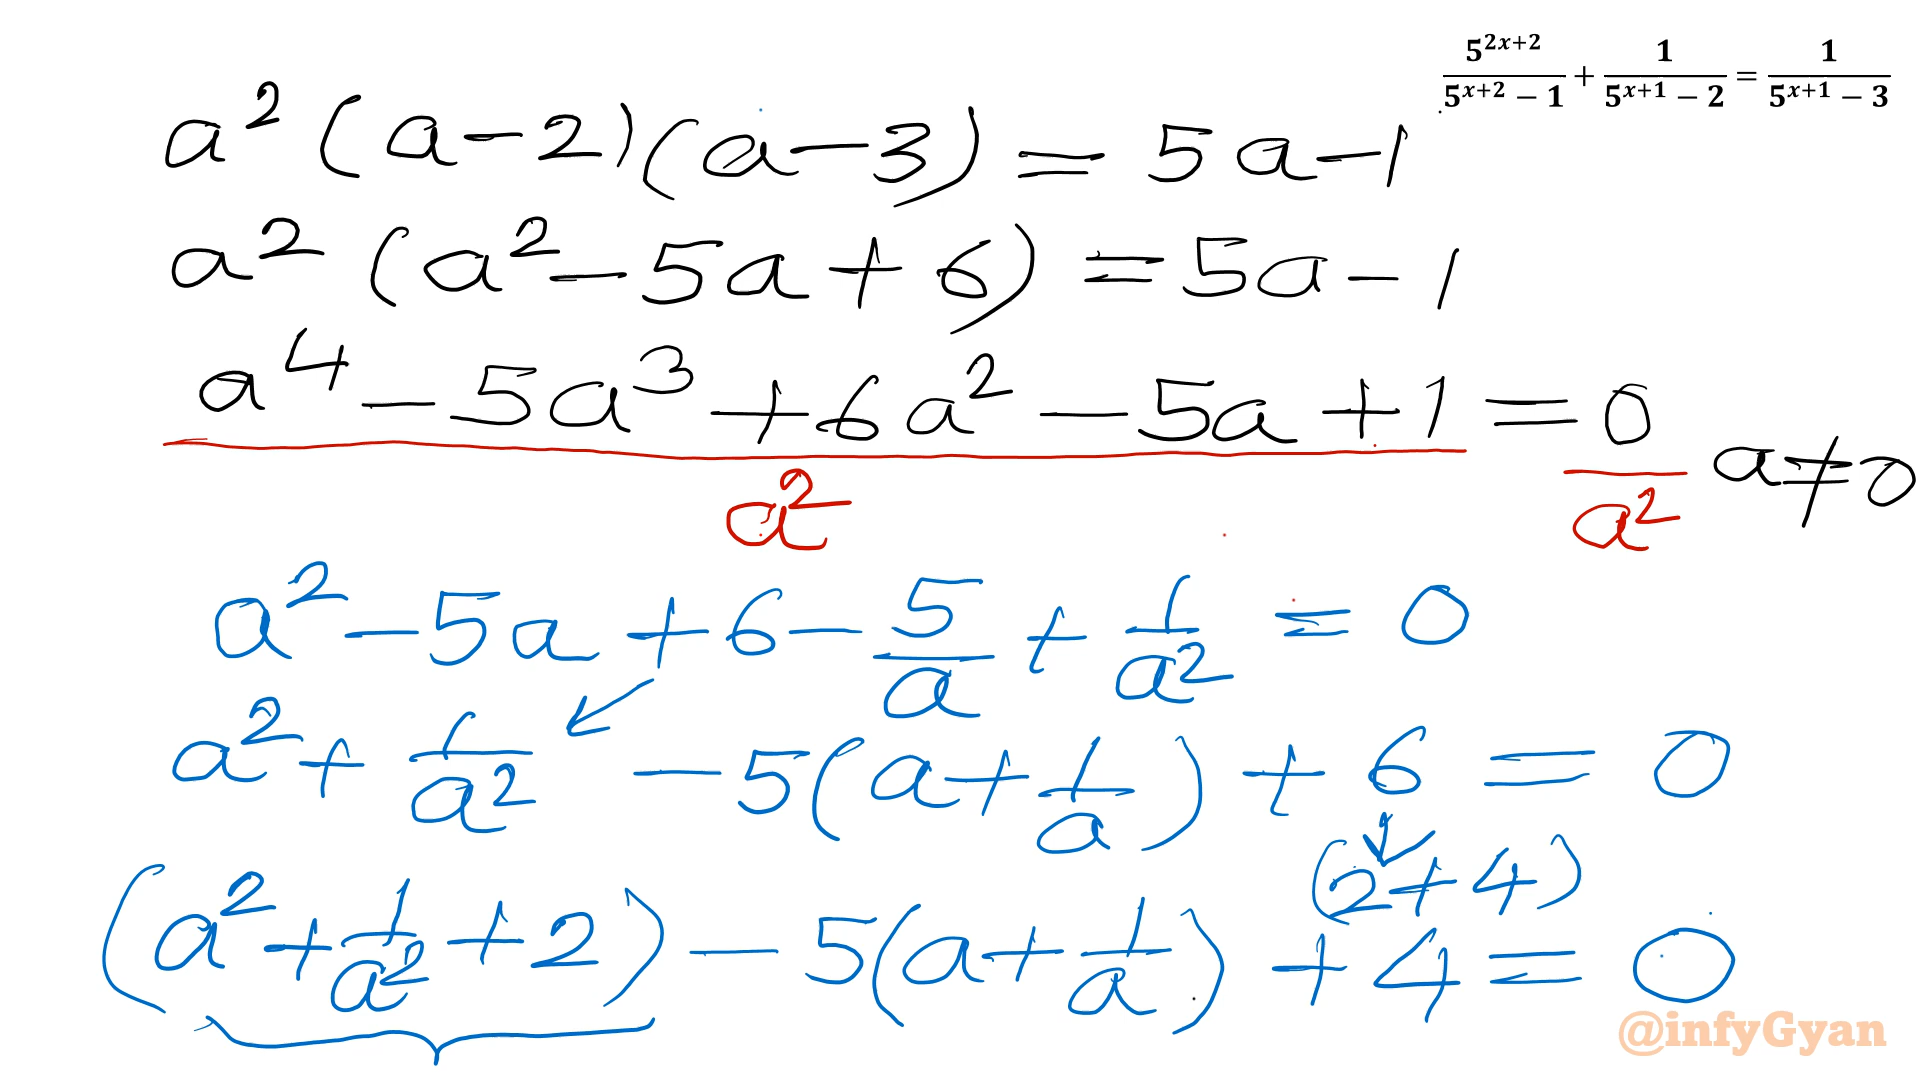 5^{2x+2}/(5^{x+2} − 1) + 1/(5^{x+1} − 2) = 1/(5^{x+1} − 3)
a²(a−2)(a−3) = 5a−1
a²(a²−5a+6) = 5a−1
a⁴ − 5a³ + 6a² − 5a + 1 = 0 a≠0
a² a²
a² − 5a + 6 − 5/a + 1/a² = 0
a² + 1/a² − 5(a + 1/a) + 6 = 0
(2+4)
(a² + 1/a² + 2) − 5(a + 1/a) + 4 = 0
@infyGyan